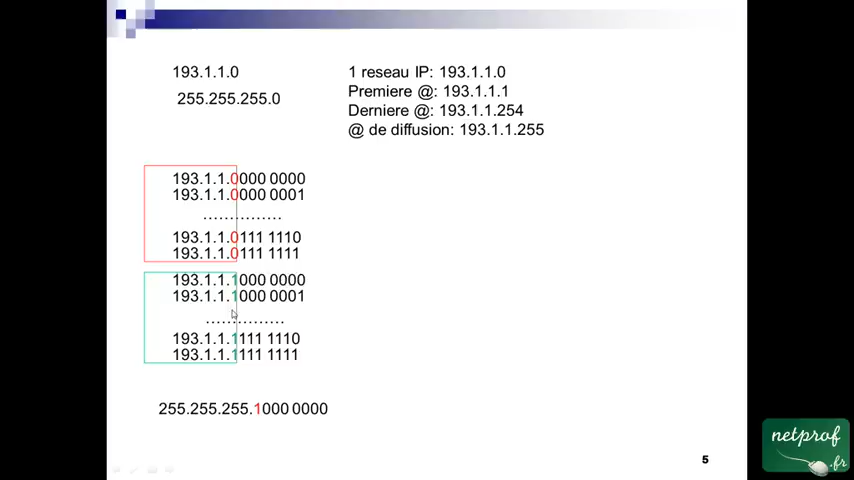 193.1.1.0
255.255.255.0
1 reseau IP: 193.1.1.0
Premiere @: 193.1.1.1
Derniere @: 193.1.1.254
@ de diffusion: 193.1.1.255
193.1.1.0000 0000
193.1.1.0000 0001
...............
193.1.1.0111 1110
193.1.1.0111 1111
193.1.1.1000 0000
193.1.1.1000 0001
...............
193.1.1.1111 1110
193.1.1.1111 1111
255.255.255.1000 0000
5
netprof
.fr